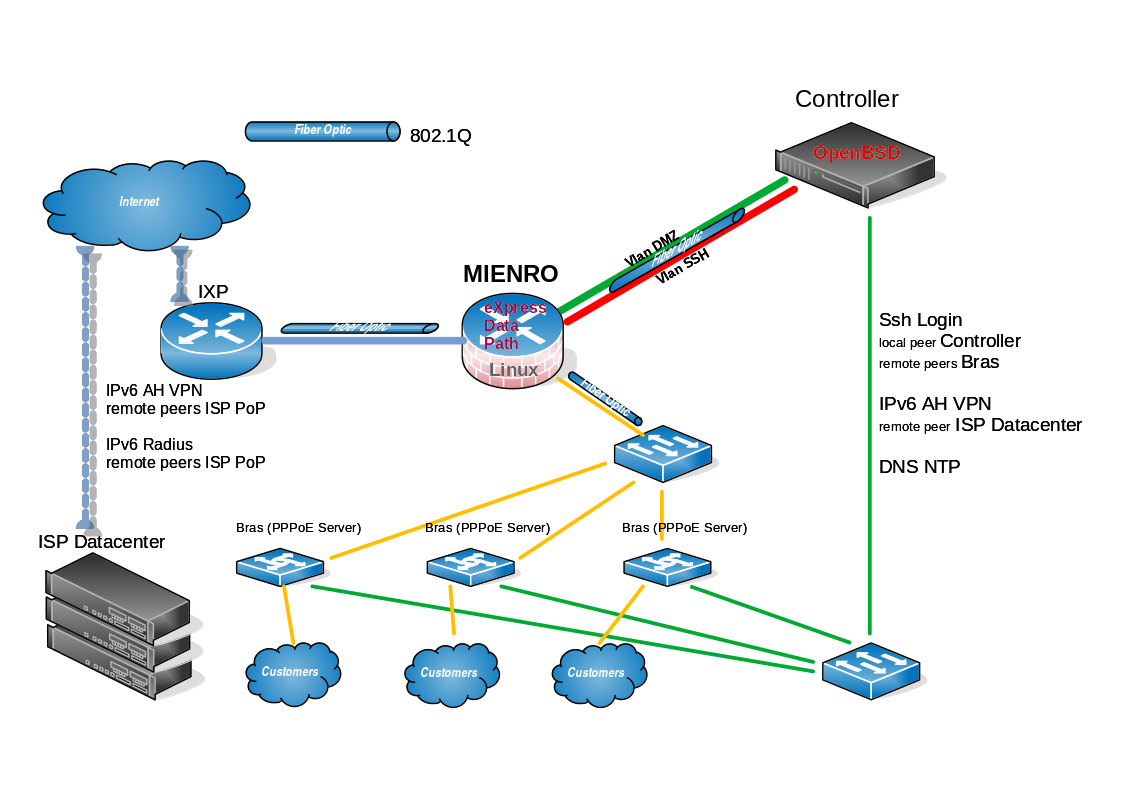 Controller
Fiber Optic
802.1Q
OpenBSD
Internet
Vlan DMZ
Fiber Optic
Vlan SSH
MIENRO
IXP
eXpress
Data
Path
Linux
Fiber Optic
Ssh Login
local peer Controller
remote peers Bras
IPv6 AH VPN
remote peer ISP Datacenter
DNS NTP
Fiber Optic
IPv6 AH VPN
remote peers ISP PoP
IPv6 Radius
remote peers ISP PoP
ISP Datacenter
Bras (PPPoE Server)
Bras (PPPoE Server)
Bras (PPPoE Server)
Customers
Customers
Customers